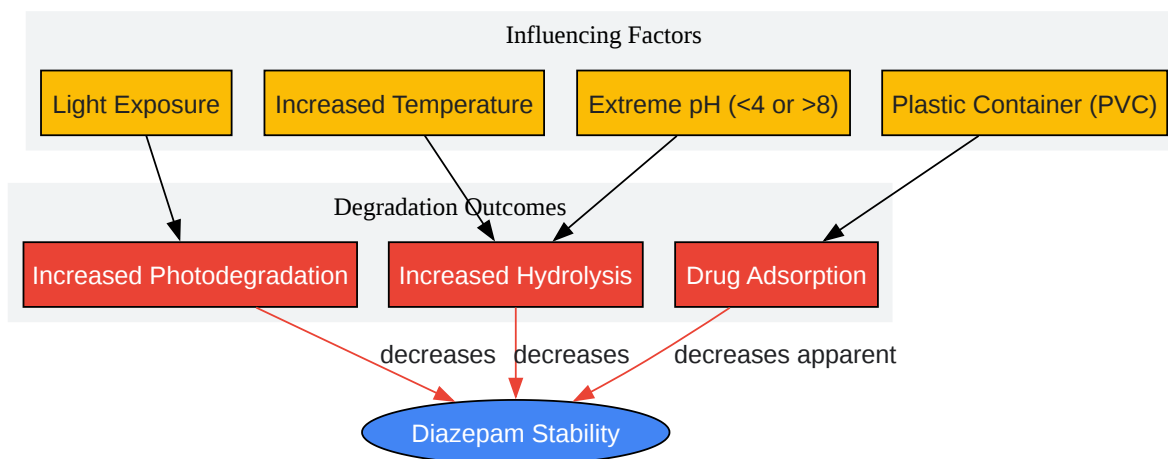 Influencing Factors
Light Exposure
Increased Temperature
Extreme pH (<4 or >8)
Plastic Container (PVC)
Degradation Outcomes
Increased Photodegradation
Increased Hydrolysis
Drug Adsorption
decreases
decreases
decreases apparent
Diazepam Stability